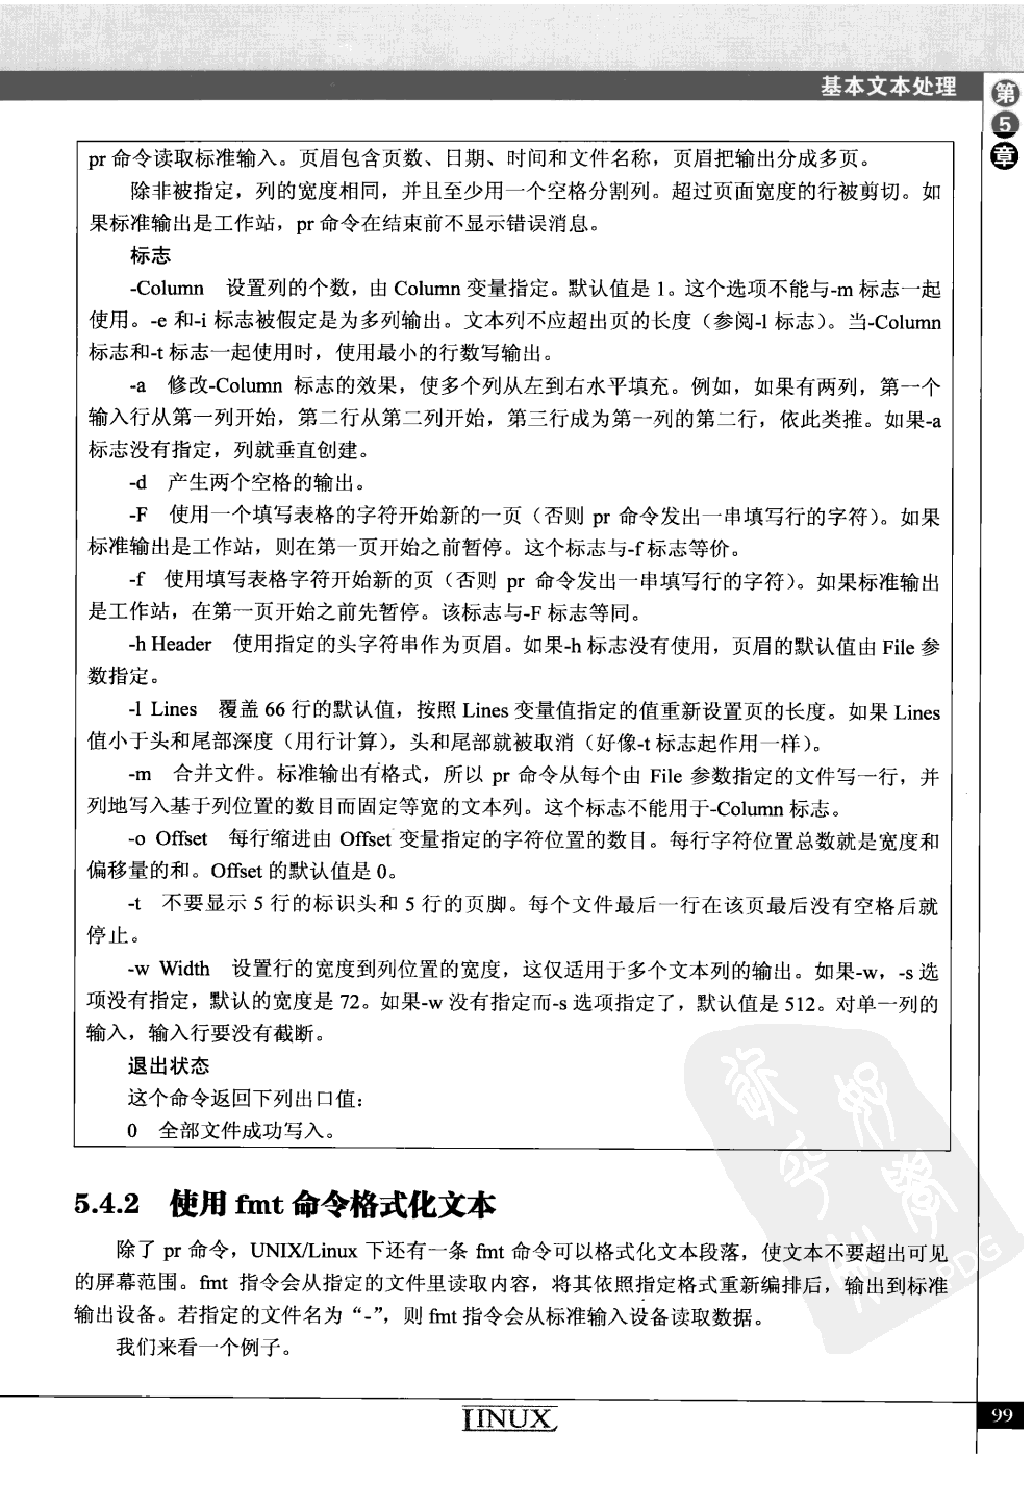 基本文本处理
第
5
章
pr 命令读取标准输入。页眉包含页数、日期、时间和文件名称，页眉把输出分成多页。
除非被指定，列的宽度相同，并且至少用一个空格分割列。超过页面宽度的行被剪切。如
果标准输出是工作站，pr 命令在结束前不显示错误消息。
标志
-Column 设置列的个数，由 Column 变量指定。默认值是 1。这个选项不能与-m 标志一起
使用。-e 和-i 标志被假定是为多列输出。文本列不应超出页的长度（参阅-l 标志）。当-Column
标志和-t 标志一起使用时，使用最小的行数写输出。
-a 修改-Column 标志的效果，使多个列从左到右水平填充。例如，如果有两列，第一个
输入行从第一列开始，第二行从第二列开始，第三行成为第一列的第二行，依此类推。如果-a
标志没有指定，列就垂直创建。
-d 产生两个空格的输出。
-F 使用一个填写表格的字符开始新的一页（否则 pr 命令发出一串填写行的字符）。如果
标准输出是工作站，则在第一页开始之前暂停。这个标志与-f 标志等价。
-f 使用填写表格字符开始新的页（否则 pr 命令发出一串填写行的字符）。如果标准输出
是工作站，在第一页开始之前先暂停。该标志与-F 标志等同。
-h Header 使用指定的头字符串作为页眉。如果-h 标志没有使用，页眉的默认值由 File 参
数指定。
-l Lines 覆盖 66 行的默认值，按照 Lines 变量值指定的值重新设置页的长度。如果 Lines
值小于头和尾部深度（用行计算），头和尾部就被取消（好像-t 标志起作用一样）。
-m 合并文件。标准输出有格式，所以 pr 命令从每个由 File 参数指定的文件写一行，并
列地写入基于列位置的数目而固定等宽的文本列。这个标志不能用于-Column 标志。
-o Offset 每行缩进由 Offset 变量指定的字符位置的数目。每行字符位置总数就是宽度和
偏移量的和。Offset 的默认值是 0。
-t 不要显示 5 行的标识头和 5 行的页脚。每个文件最后一行在该页最后没有空格后就
停止。
-w Width 设置行的宽度到列位置的宽度，这仅适用于多个文本列的输出。如果-w，-s 选
项没有指定，默认的宽度是 72。如果-w 没有指定而-s 选项指定了，默认值是 512。对单一列的
输入，输入行要没有截断。
退出状态
这个命令返回下列出口值：
0 全部文件成功写入。
5.4.2 使用 fmt 命令格式化文本
除了 pr 命令，UNIX/Linux 下还有一条 fmt 命令可以格式化文本段落，使文本不要超出可见
的屏幕范围。fmt 指令会从指定的文件里读取内容，将其依照指定格式重新编排后，输出到标准
输出设备。若指定的文件名为“-”，则 fmt 指令会从标准输入设备读取数据。
我们来看一个例子。
LINUX
99